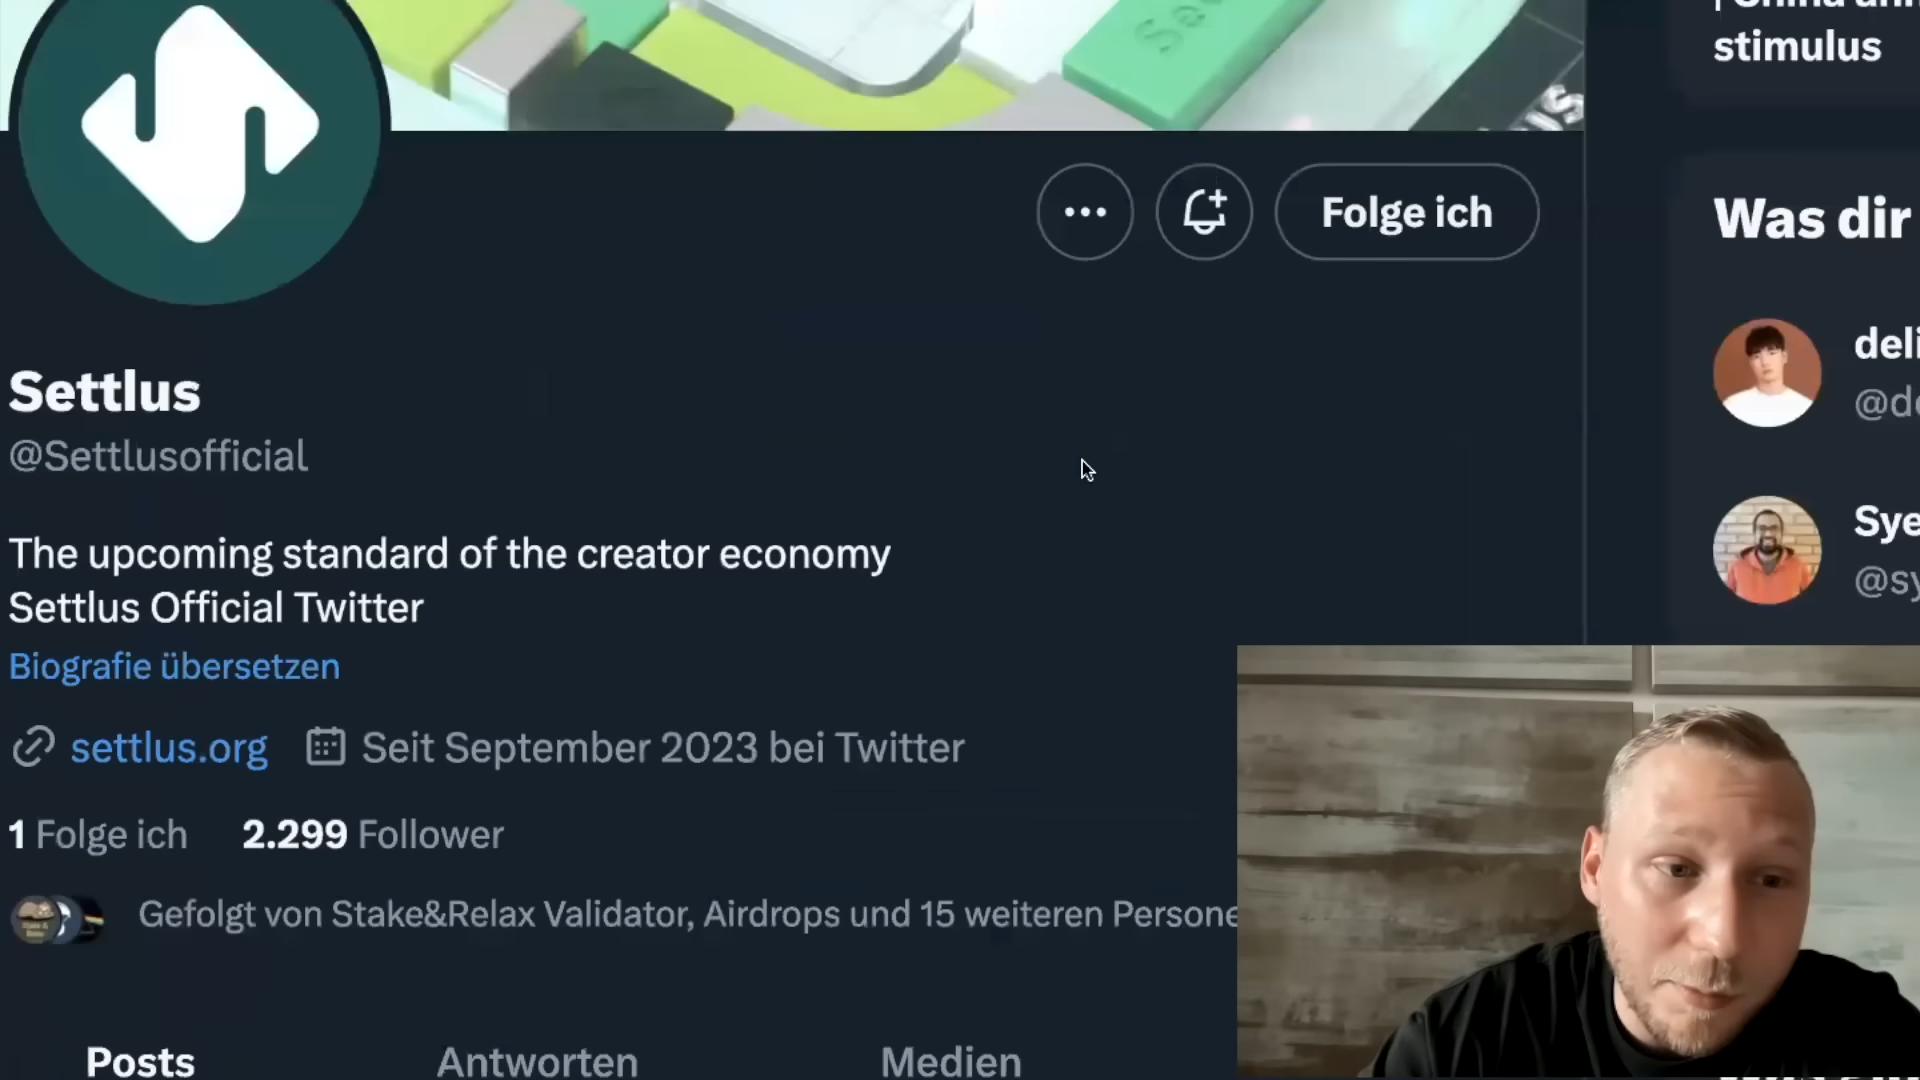 stimulus
Folge ich
Was dir
Settlus
@Settlusofficial
The upcoming standard of the creator economy
Settlus Official Twitter
Biografie übersetzen
settlus.org Seit September 2023 bei Twitter
1 Folge ich 2.299 Follower
Gefolgt von Stake&Relax Validator, Airdrops und 15 weiteren Persone
Posts Antworten Medien
deli
@de
Sye
@sy